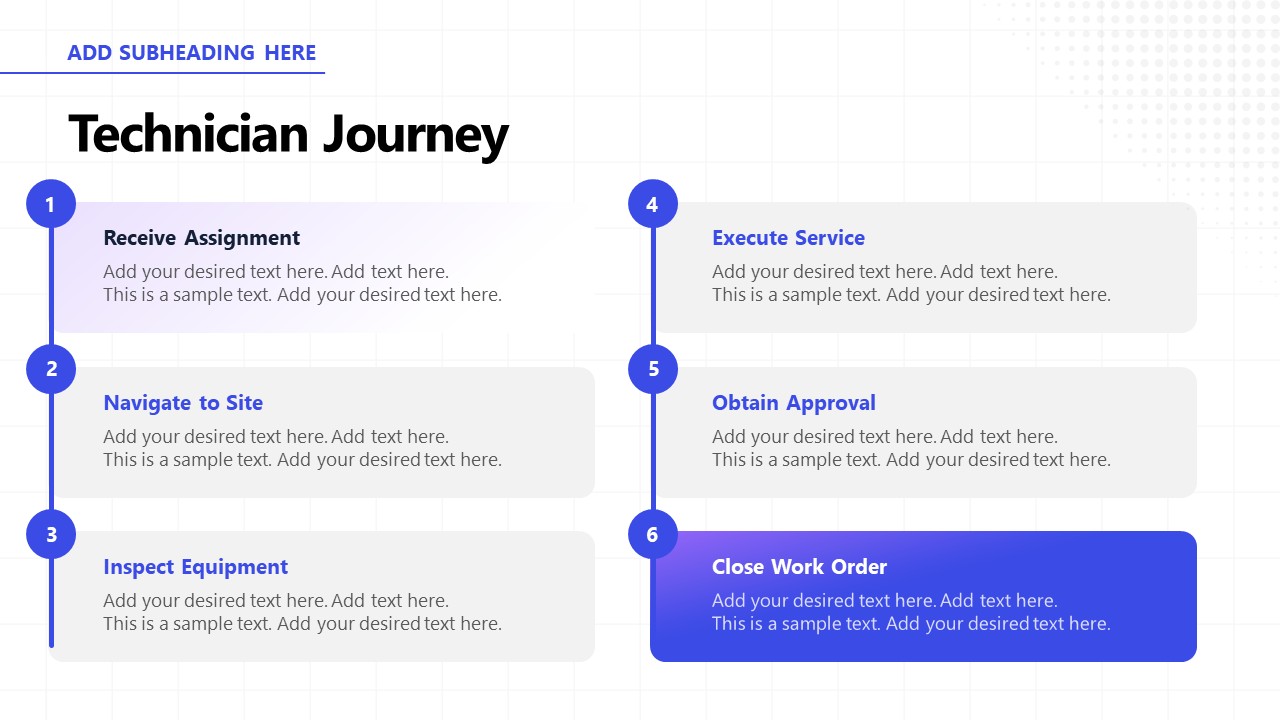 ADD SUBHEADING HERE
Technician Journey
1
Receive Assignment
Add your desired text here. Add text here.
This is a sample text. Add your desired text here.
2
Navigate to Site
Add your desired text here. Add text here.
This is a sample text. Add your desired text here.
3
Inspect Equipment
Add your desired text here. Add text here.
This is a sample text. Add your desired text here.
4
Execute Service
Add your desired text here. Add text here.
This is a sample text. Add your desired text here.
5
Obtain Approval
Add your desired text here. Add text here.
This is a sample text. Add your desired text here.
6
Close Work Order
Add your desired text here. Add text here.
This is a sample text. Add your desired text here.